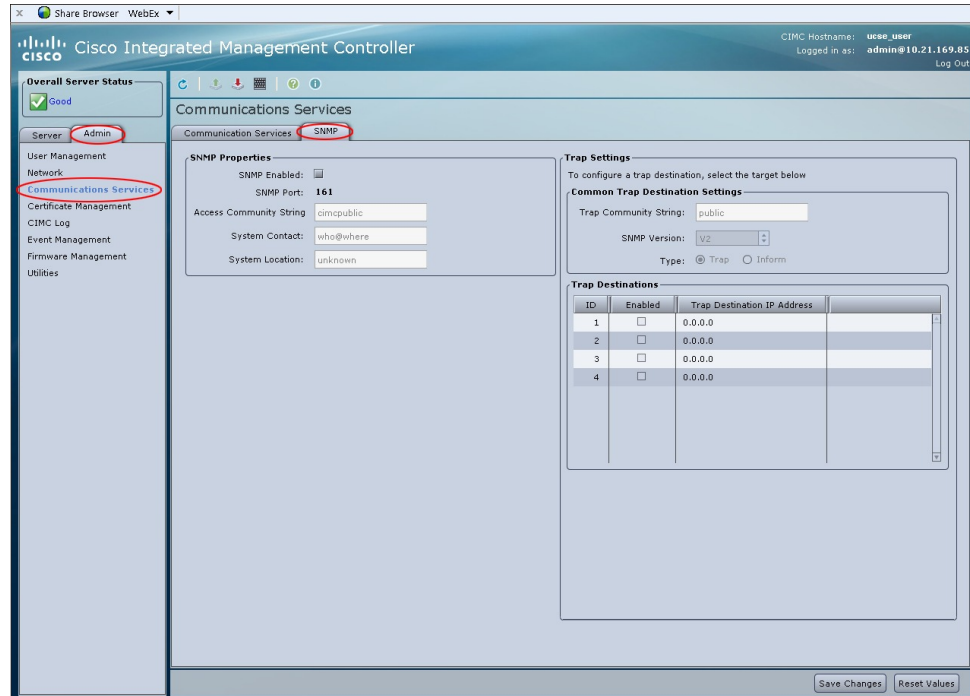 x Share Browser WebEx
CISCO Cisco Integrated Management Controller
CIMC Hostname: ucse_user
Logged in as: admin@10.21.169.85
Log Out
Overall Server Status
Good
Server Admin
User Management
Network
Communications Services
Certificate Management
CIMC Log
Event Management
Firmware Management
Utilities
Communications Services
Communication Services SNMP
SNMP Properties
SNMP Enabled:
SNMP Port: 161
Access Community String cimcpublic
System Contact: who@where
System Location: unknown
Trap Settings
To configure a trap destination, select the target below
Common Trap Destination Settings
Trap Community String: public
SNMP Version: V2
Type: Trap Inform
Trap Destinations
ID Enabled Trap Destination IP Address
1 0.0.0.0
2 0.0.0.0
3 0.0.0.0
4 0.0.0.0
Save Changes Reset Values